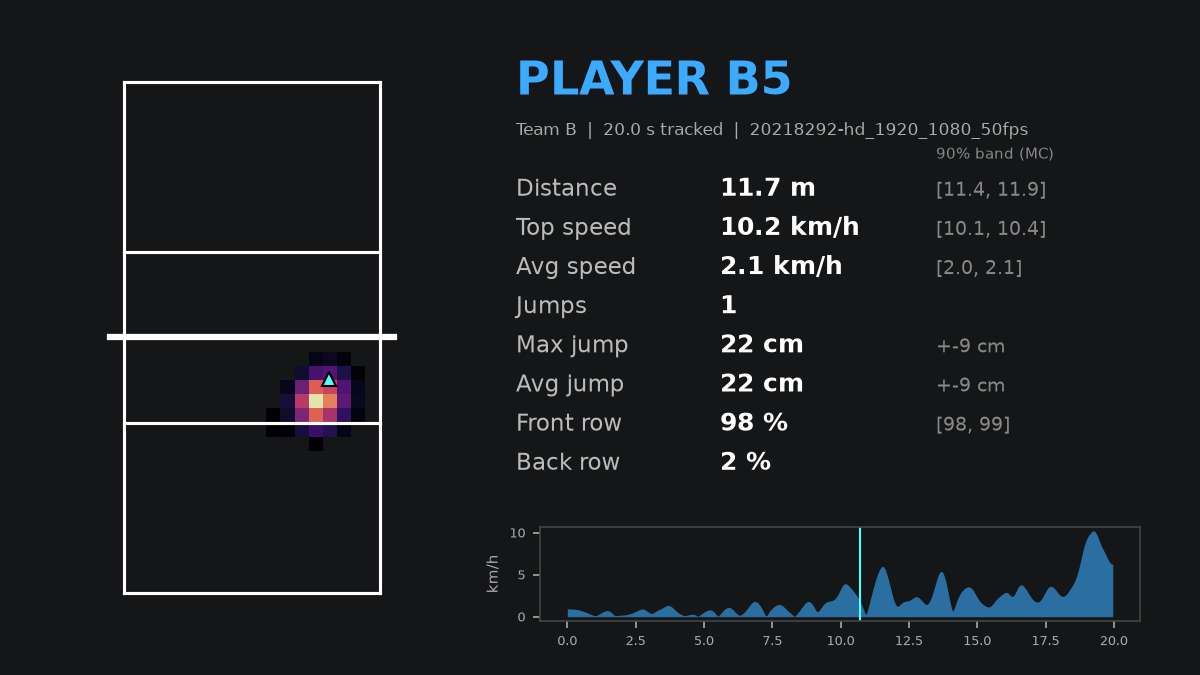 PLAYER B5
Team B | 20.0 s tracked | 20218292-hd_1920_1080_50fps
90% band (MC)
Distance 11.7 m [11.4, 11.9]
Top speed 10.2 km/h [10.1, 10.4]
Avg speed 2.1 km/h [2.0, 2.1]
Jumps 1
Max jump 22 cm +-9 cm
Avg jump 22 cm +-9 cm
Front row 98 % [98, 99]
Back row 2 %
10
5
0
km/h
0.0 2.5 5.0 7.5 10.0 12.5 15.0 17.5 20.0